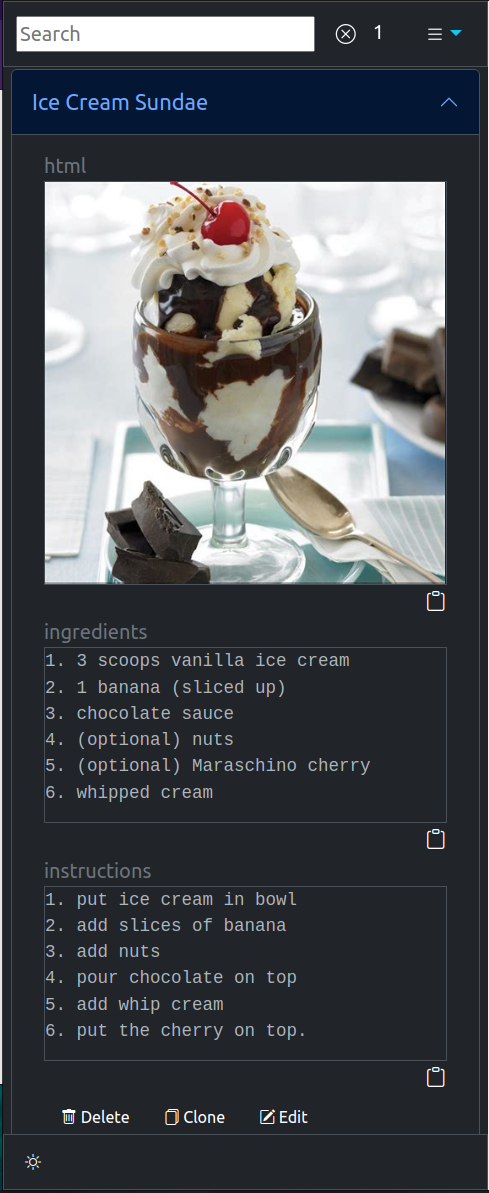 Search
1
Ice Cream Sundae
html
ingredients
1. 3 scoops vanilla ice cream
2. 1 banana (sliced up)
3. chocolate sauce
4. (optional) nuts
5. (optional) Maraschino cherry
6. whipped cream
instructions
1. put ice cream in bowl
2. add slices of banana
3. add nuts
4. pour chocolate on top
5. add whip cream
6. put the cherry on top.
Delete Clone Edit